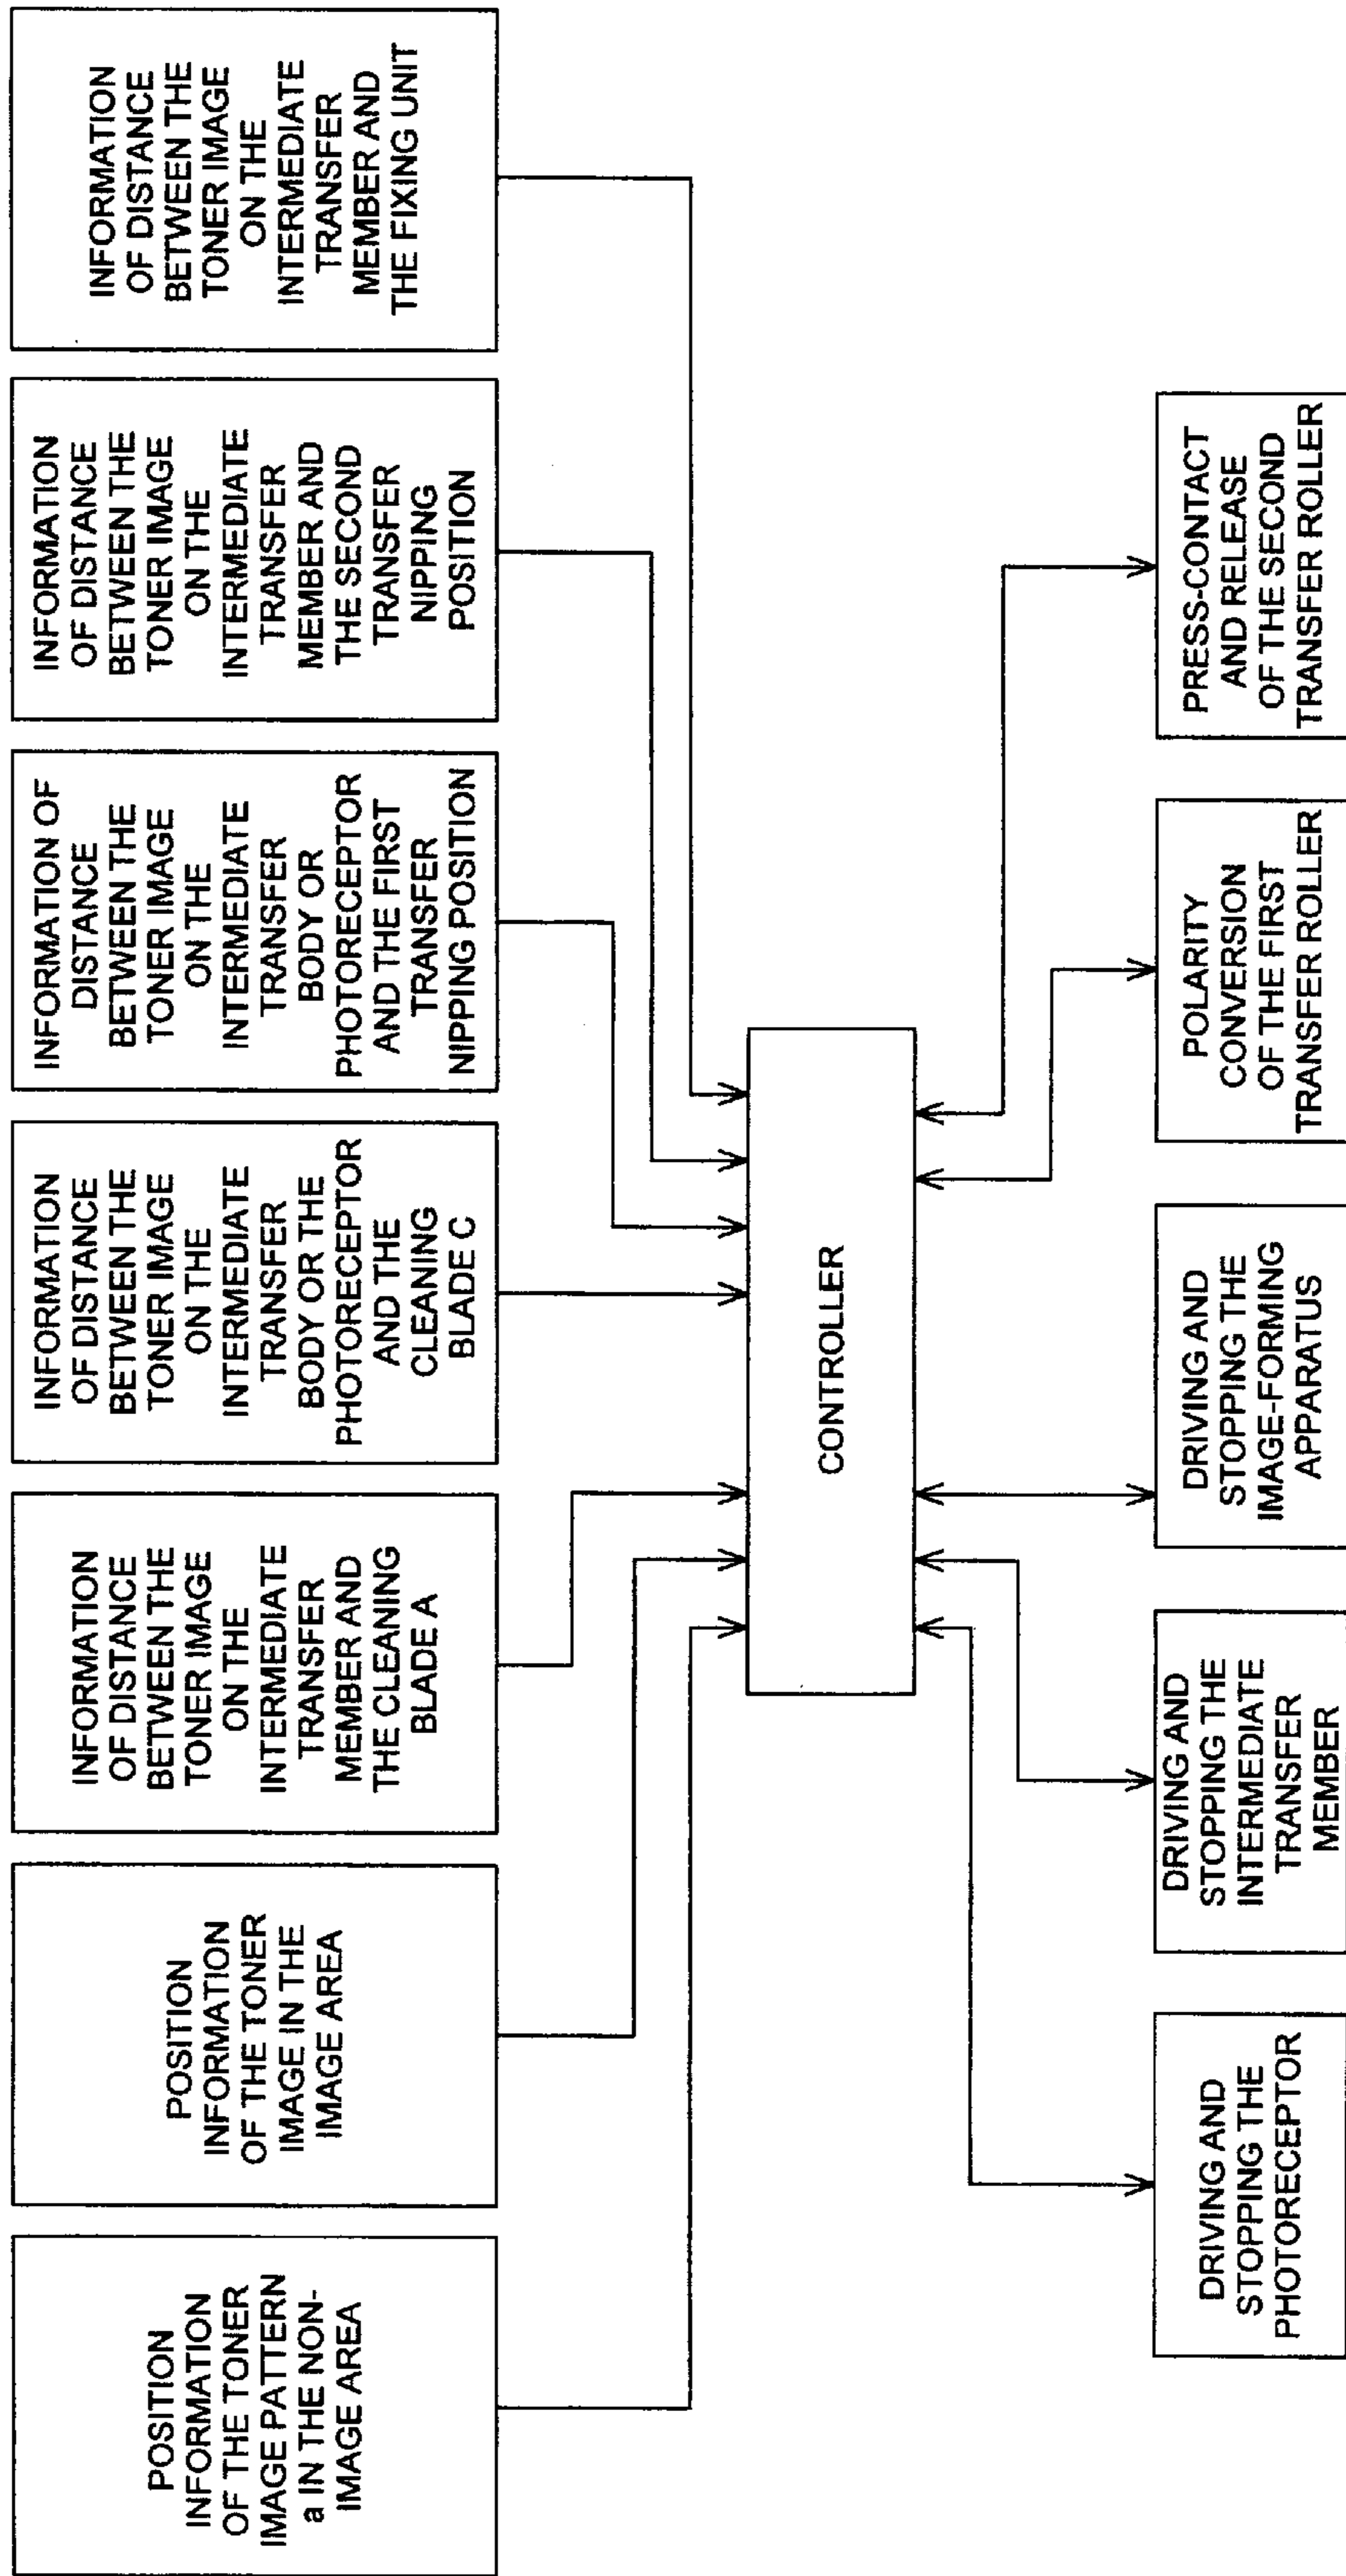 POSITION
INFORMATION
OF THE TONER
IMAGE PATTERN
a IN THE NON-
IMAGE AREA
POSITION
INFORMATION
OF THE TONER
IMAGE IN THE
IMAGE AREA
INFORMATION
OF DISTANCE
BETWEEN THE
TONER IMAGE
ON THE
INTERMEDIATE
TRANSFER
MEMBER AND
THE CLEANING
BLADE A
INFORMATION
OF DISTANCE
BETWEEN THE
TONER IMAGE
ON THE
INTERMEDIATE
TRANSFER
BODY OR THE
PHOTORECEPTOR
AND THE
CLEANING
BLADE C
INFORMATION OF
DISTANCE
BETWEEN THE
TONER IMAGE
ON THE
INTERMEDIATE
TRANSFER
BODY OR
PHOTORECEPTOR
AND THE FIRST
TRANSFER
NIPPING POSITION
INFORMATION
OF DISTANCE
BETWEEN THE
TONER IMAGE
ON THE
INTERMEDIATE
TRANSFER
MEMBER AND
THE SECOND
TRANSFER
NIPPING
POSITION
INFORMATION
OF DISTANCE
BETWEEN THE
TONER IMAGE
ON THE
INTERMEDIATE
TRANSFER
MEMBER AND
THE FIXING UNIT
CONTROLLER
DRIVING AND
STOPPING THE
PHOTORECEPTOR
DRIVING AND
STOPPING THE
INTERMEDIATE
TRANSFER
MEMBER
DRIVING AND
STOPPING THE
IMAGE-FORMING
APPARATUS
POLARITY
CONVERSION
OF THE FIRST
TRANSFER ROLLER
PRESS-CONTACT
AND RELEASE
OF THE SECOND
TRANSFER ROLLER